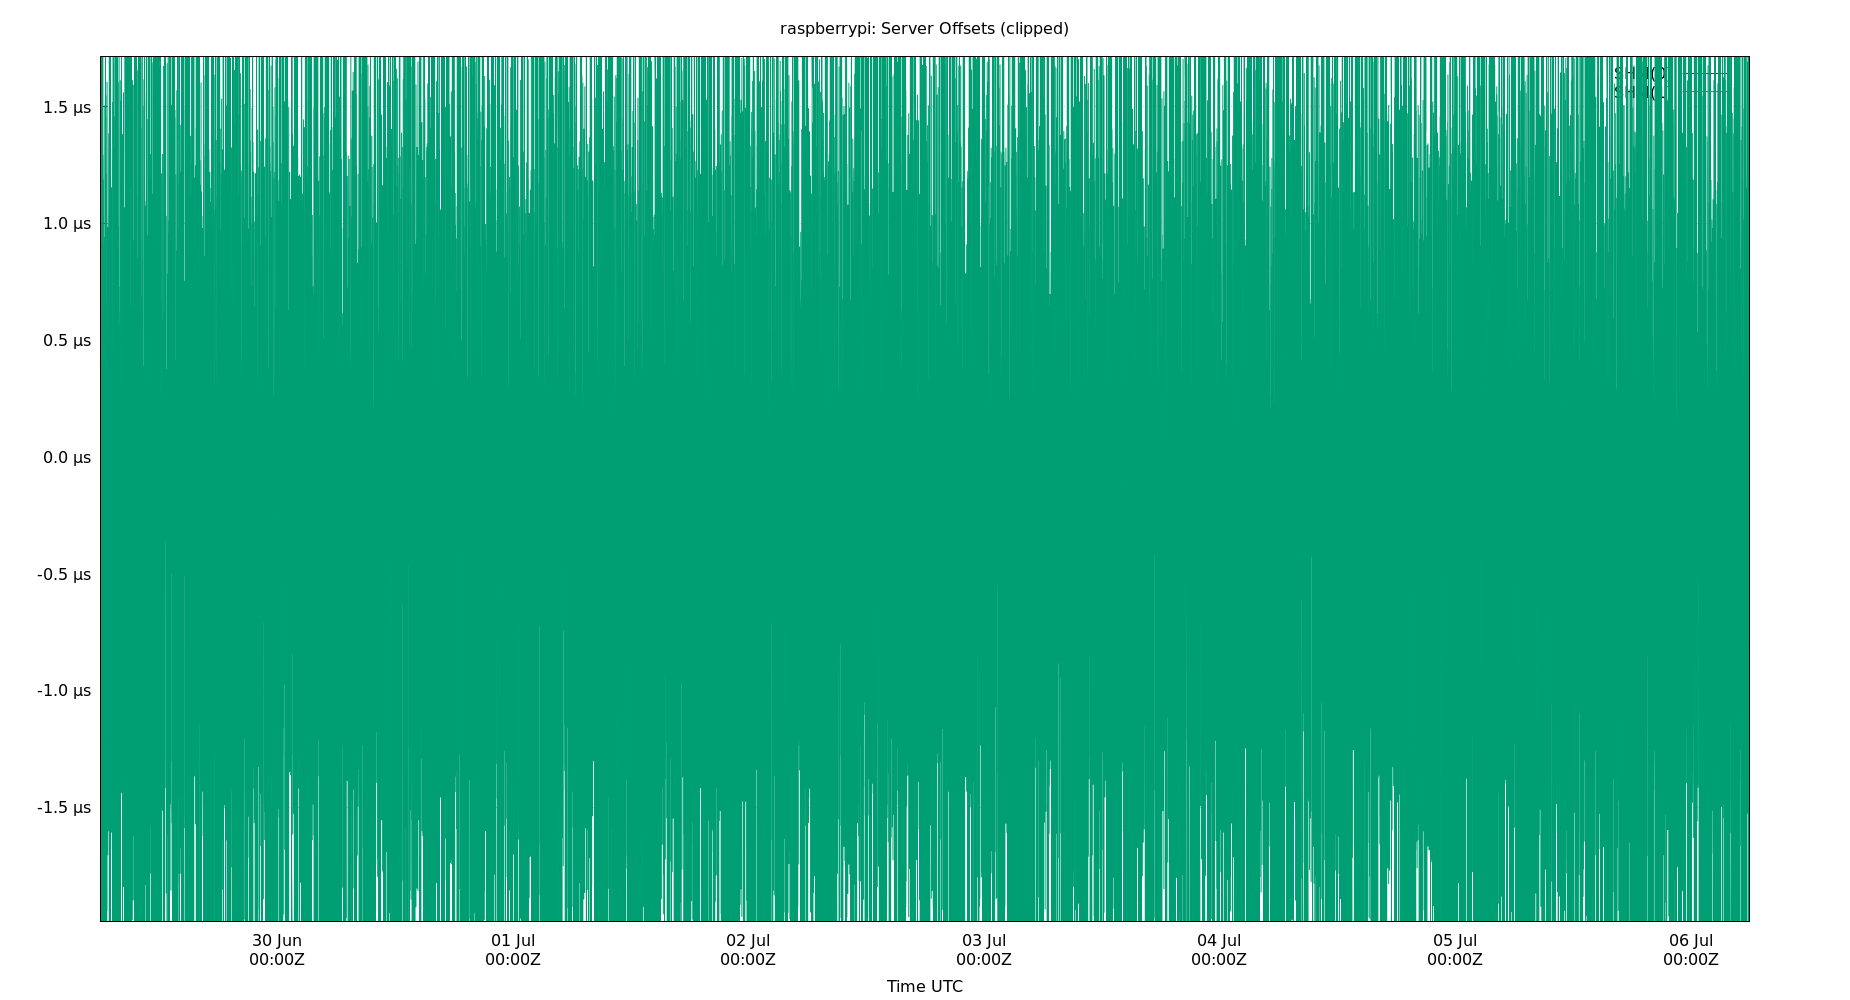 raspberrypi: Server Offsets (clipped)
1.5 µs
1.0 µs
0.5 µs
0.0 µs
-0.5 µs
-1.0 µs
-1.5 µs
30 Jun 01 Jul 02 Jul 03 Jul 04 Jul 05 Jul 06 Jul
00:00Z 00:00Z 00:00Z 00:00Z 00:00Z 00:00Z 00:00Z
Time UTC